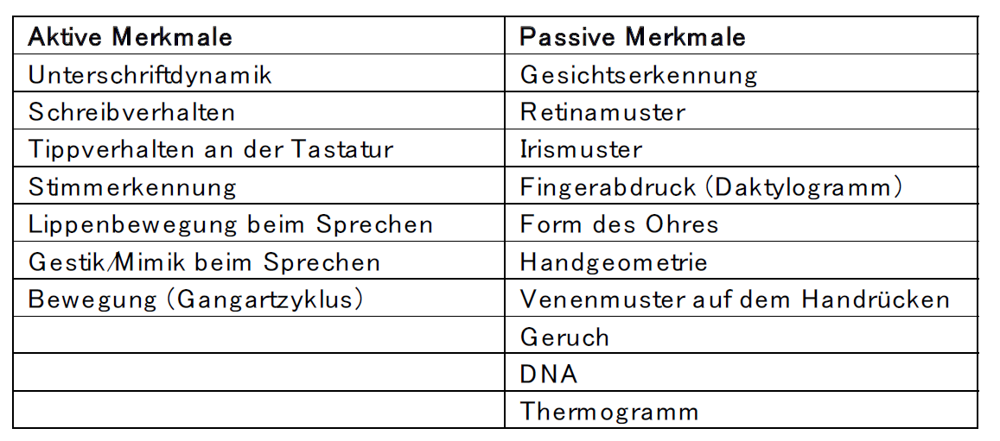 Aktive Merkmale Passive Merkmale
Unterschriftdynamik Gesichtserkennung
Schreibverhalten Retinamuster
Tippverhalten an der Tastatur Irismuster
Stimmerkennung Fingerabdruck (Daktylogramm)
Lippenbewegung beim Sprechen Form des Ohres
Gestik/Mimik beim Sprechen Handgeometrie
Bewegung (Gangartzyklus) Venenmuster auf dem Handrücken
Geruch
DNA
Thermogramm